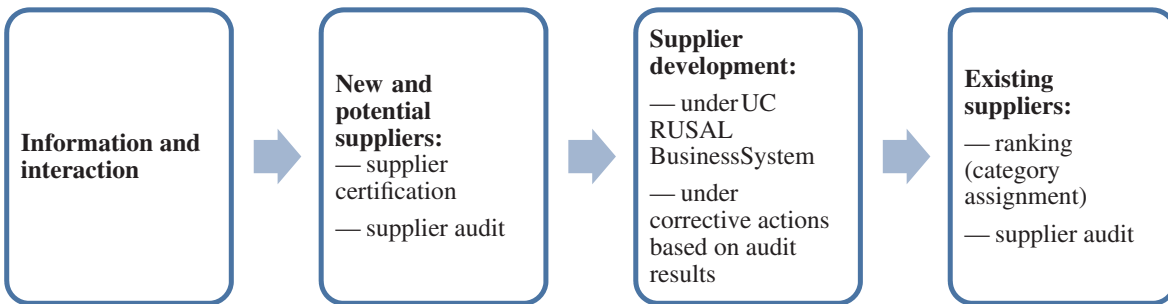 Information and
interaction
New and
potential
suppliers:
— supplier
certification
— supplier audit
Supplier
development:
— under UC
RUSAL
BusinessSystem
— under
corrective actions
based on audit
results
Existing
suppliers:
— ranking
(category
assignment)
— supplier audit